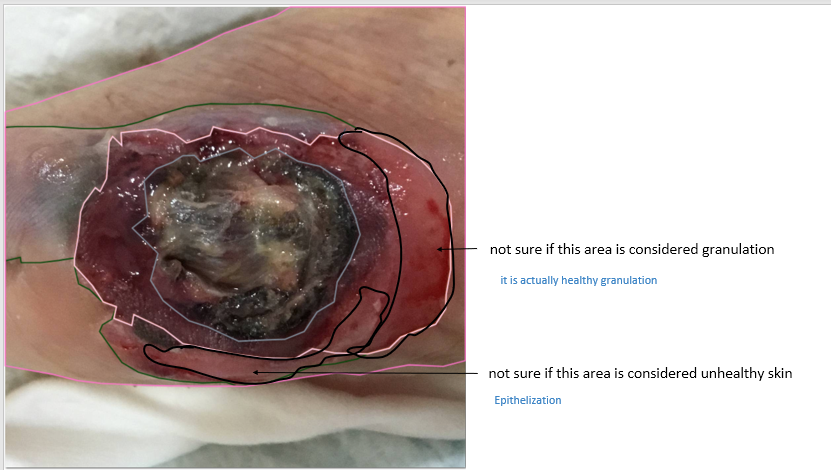 not sure if this area is considered granulation
it is actually healthy granulation
not sure if this area is considered unhealthy skin
Epithelization